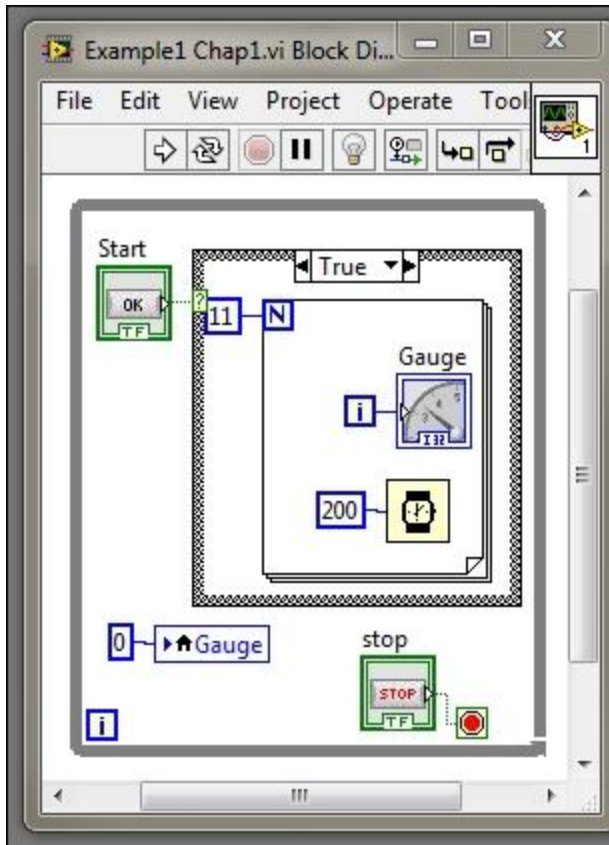 Example1 Chap1.vi Block Di...
File Edit View Project Operate Tool
1
Start
True
OK
TF
?
11
N
Gauge
i
I32
200
0
Gauge
stop
STOP
TF
i